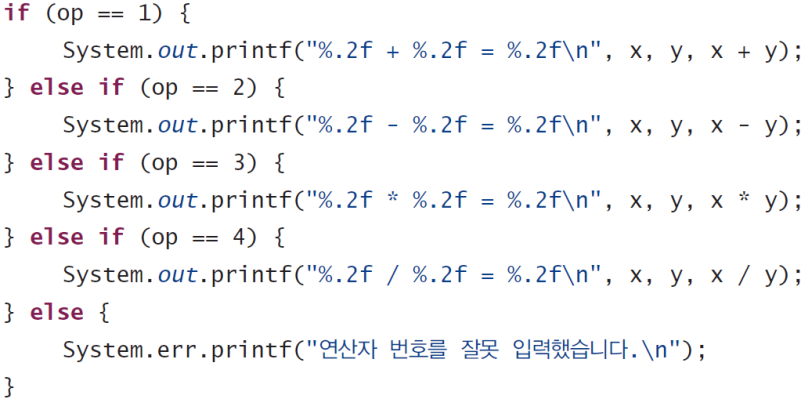 if (op == 1) {
    System.out.printf("%.2f + %.2f = %.2f\n", x, y, x + y);
} else if (op == 2) {
    System.out.printf("%.2f - %.2f = %.2f\n", x, y, x - y);
} else if (op == 3) {
    System.out.printf("%.2f * %.2f = %.2f\n", x, y, x * y);
} else if (op == 4) {
    System.out.printf("%.2f / %.2f = %.2f\n", x, y, x / y);
} else {
    System.err.printf("연산자 번호를 잘못 입력했습니다.\n");
}